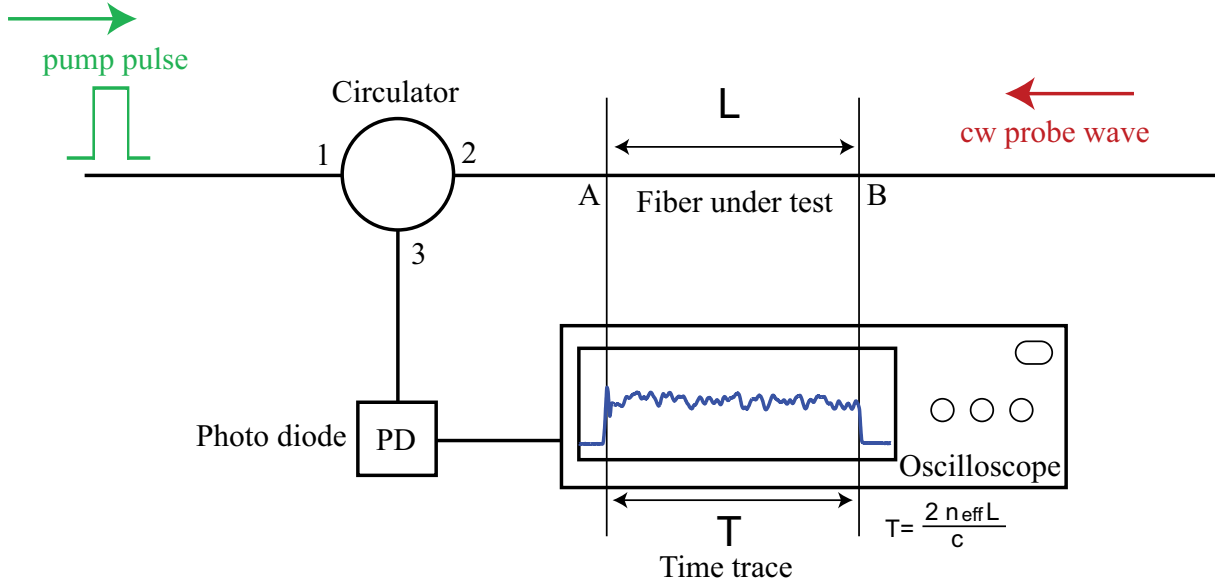 pump pulse
Circulator
1
2
3
L
cw probe wave
A
Fiber under test
B
Photo diode
PD
Oscilloscope
T
T= 2 n eff L / c
Time trace